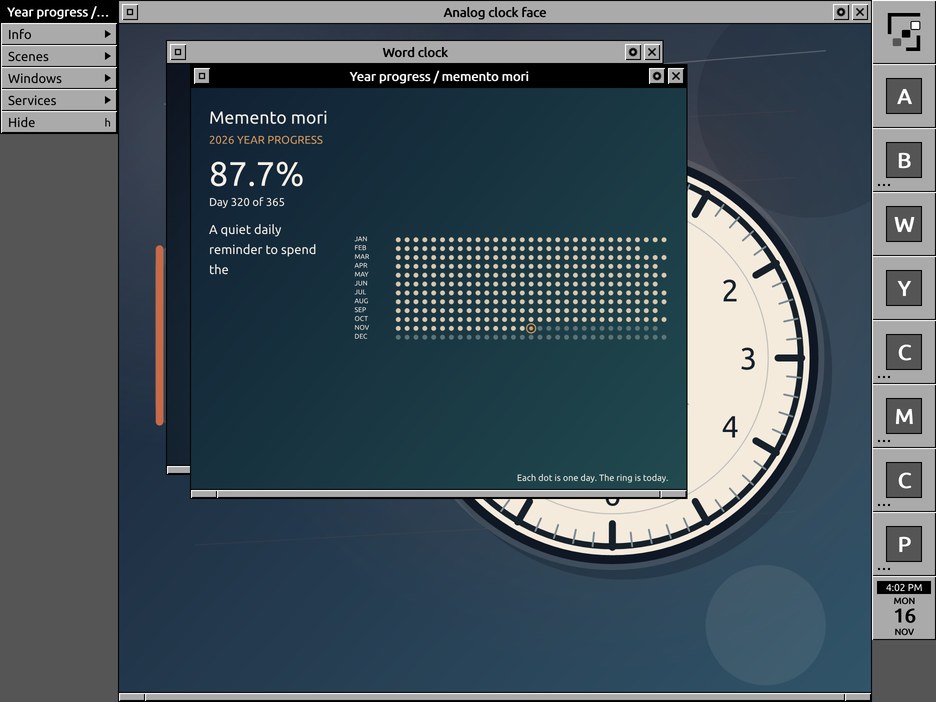 Year progress /...
Info
Scenes
Windows
Services
Hide h
Analog clock face
Word clock
Year progress / memento mori
Memento mori
2026 YEAR PROGRESS
87.7%
Day 320 of 365
A quiet daily
reminder to spend
the
JAN
FEB
MAR
APR
MAY
JUN
JUL
AUG
SEP
OCT
NOV
DEC
Each dot is one day. The ring is today.
2
3
4
A
B
W
Y
C
M
C
P
4:02 PM
MON
16
NOV